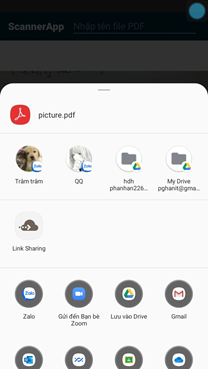 ScannerApp Nhập tên file PDF
picture.pdf
Trâm trâm QQ hdh My Drive
phanhan226... pghanit@gma...
Link Sharing
Zalo Gửi đến Bạn bè Lưu vào Drive Gmail
Zoom